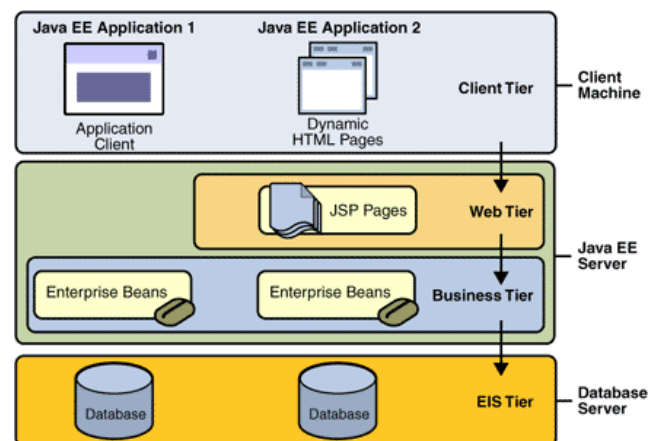 Java EE Application 1
Java EE Application 2
Application
Client
Dynamic
HTML Pages
Client Tier
Client
Machine
JSP Pages
Web Tier
Java EE
Server
Enterprise Beans
Enterprise Beans
Business Tier
Database
Database
EIS Tier
Database
Server